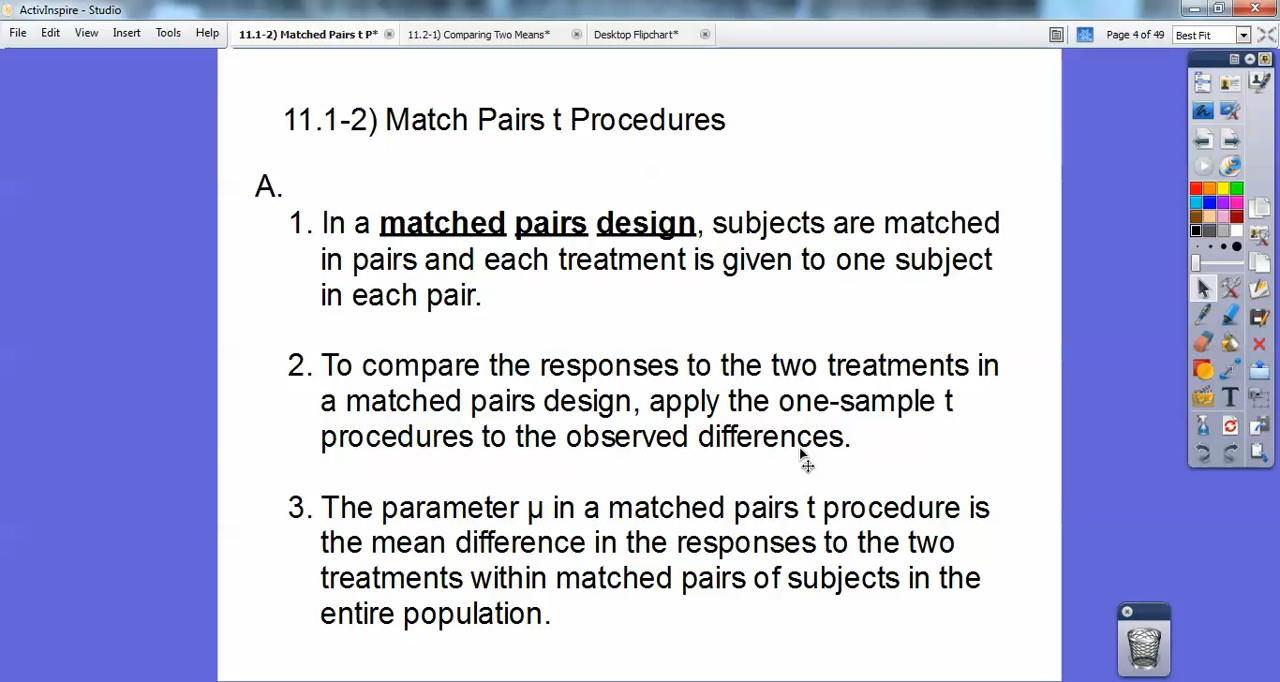 ActivInspire - Studio
File Edit View Insert Tools Help
11.1-2) Matched Pairs t P*
11.2-1) Comparing Two Means*
Desktop Flipchart*
Page 4 of 49
Best Fit
11.1-2) Match Pairs t Procedures
A.
1. In a matched pairs design, subjects are matched
in pairs and each treatment is given to one subject
in each pair.
2. To compare the responses to the two treatments in
a matched pairs design, apply the one-sample t
procedures to the observed differences.
3. The parameter μ in a matched pairs t procedure is
the mean difference in the responses to the two
treatments within matched pairs of subjects in the
entire population.
T